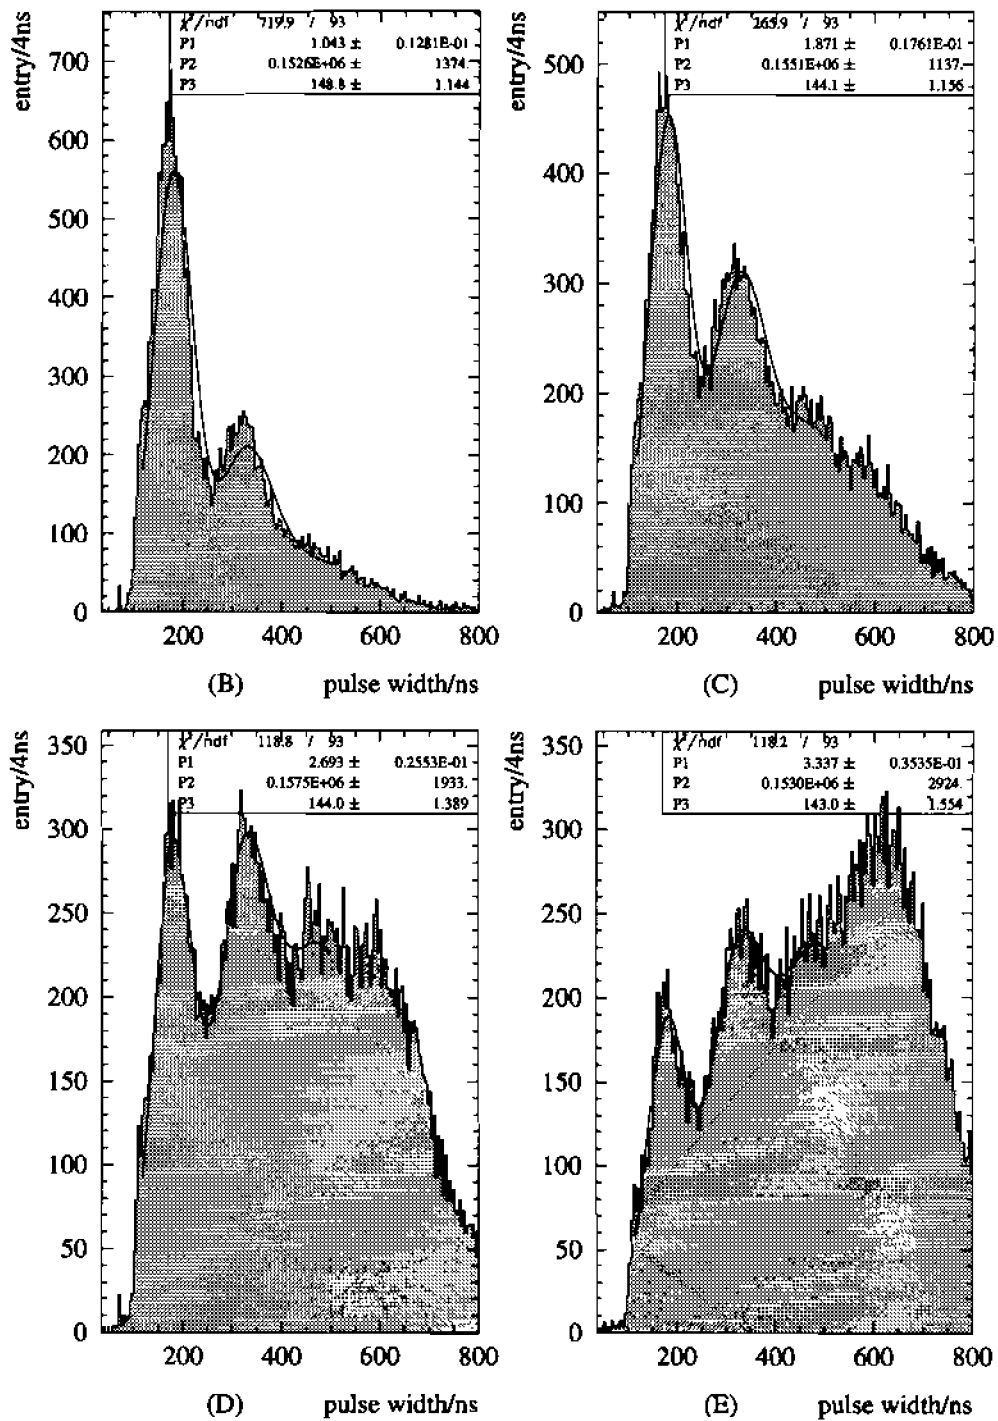 entry/4ns
700
600
500
400
300
200
100
0
χ²/ndf 719.9 / 93
P1 1.043 ± 0.1281E-01
P2 0.1526E+06 ± 1374.
P3 148.8 ± 1.144
200 400 600 800
(B) pulse width/ns
entry/4ns
500
400
300
200
100
0
χ²/ndf 265.9 / 93
P1 1.871 ± 0.1761E-01
P2 0.1551E+06 ± 1137.
P3 144.1 ± 1.156
200 400 600 800
(C) pulse width/ns
entry/4ns
350
300
250
200
150
100
50
0
χ²/ndf 118.8 / 93
P1 2.693 ± 0.2553E-01
P2 0.1575E+06 ± 1933.
P3 144.0 ± 1.389
200 400 600 800
(D) pulse width/ns
entry/4ns
350
300
250
200
150
100
50
0
χ²/ndf 118.2 / 93
P1 3.337 ± 0.3535E-01
P2 0.1530E+06 ± 2924.
P3 143.0 ± 1.554
200 400 600 800
(E) pulse width/ns